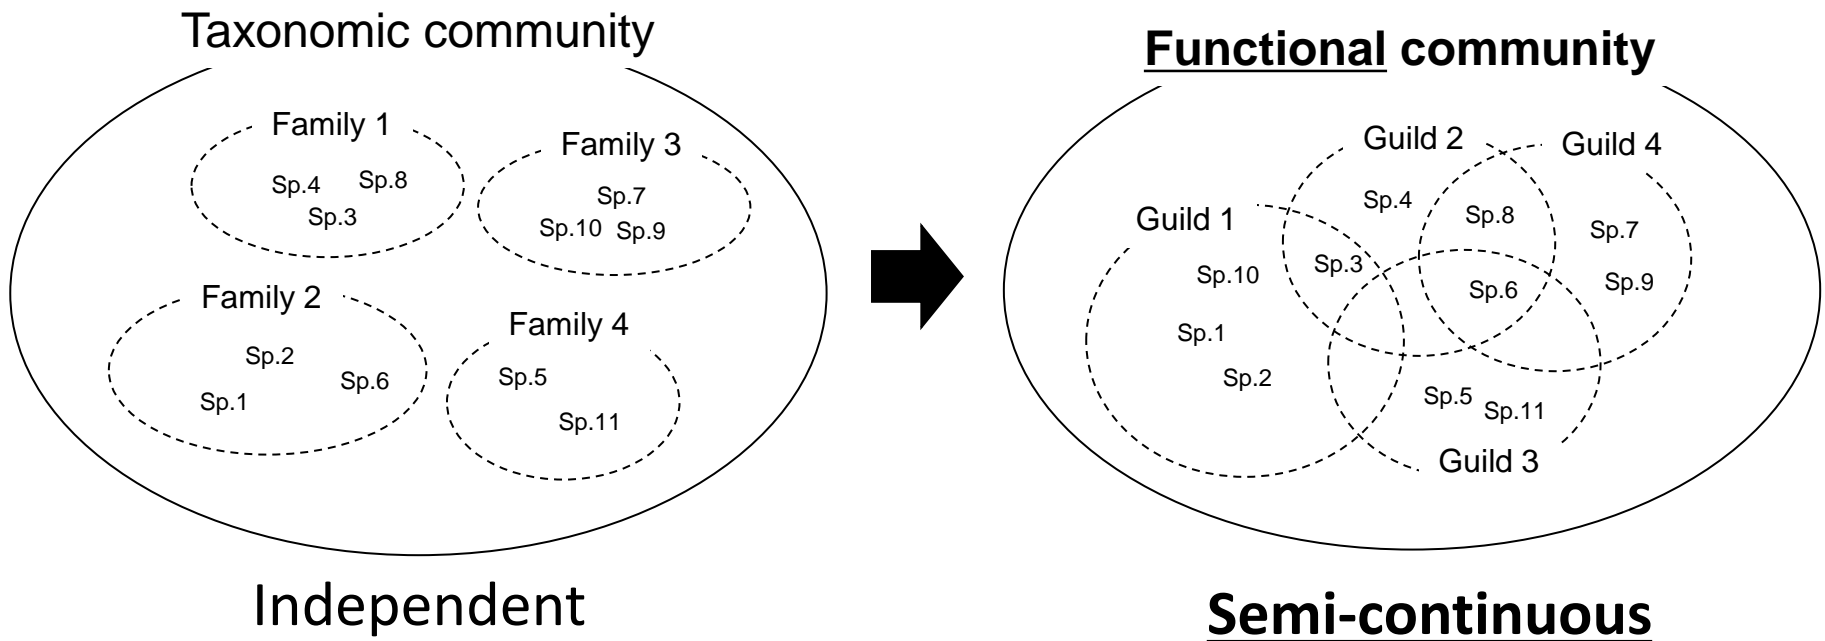 Taxonomic community
Family 1
Sp.4 Sp.8
Sp.3
Family 3
Sp.7
Sp.10 Sp.9
Family 2
Sp.2
Sp.6
Sp.1
Family 4
Sp.5
Sp.11
Independent
Functional community
Guild 2
Guild 4
Sp.4
Sp.8
Sp.7
Guild 1
Sp.10
Sp.3
Sp.6
Sp.9
Sp.1
Sp.2
Sp.5 Sp.11
Guild 3
Semi-continuous